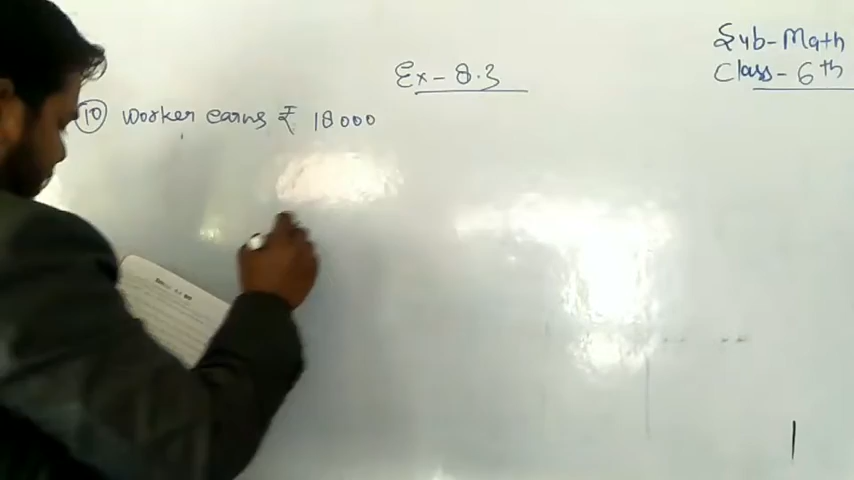 Sub-Math
Class-6th
Ex-8.3
(10) worker earns ₹ 18000